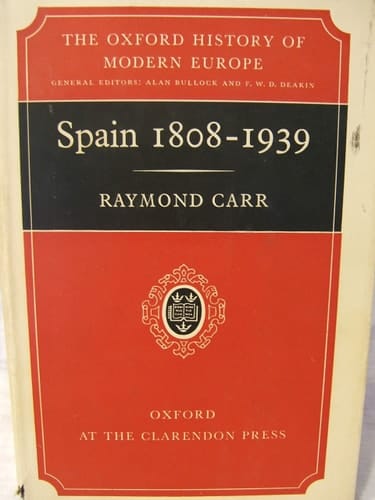 THE OXFORD HISTORY OF
MODERN EUROPE
GENERAL EDITORS: ALAN BULLOCK AND F. W. D. DEAKIN
Spain 1808-1939
RAYMOND CARR
OXFORD
AT THE CLARENDON PRESS